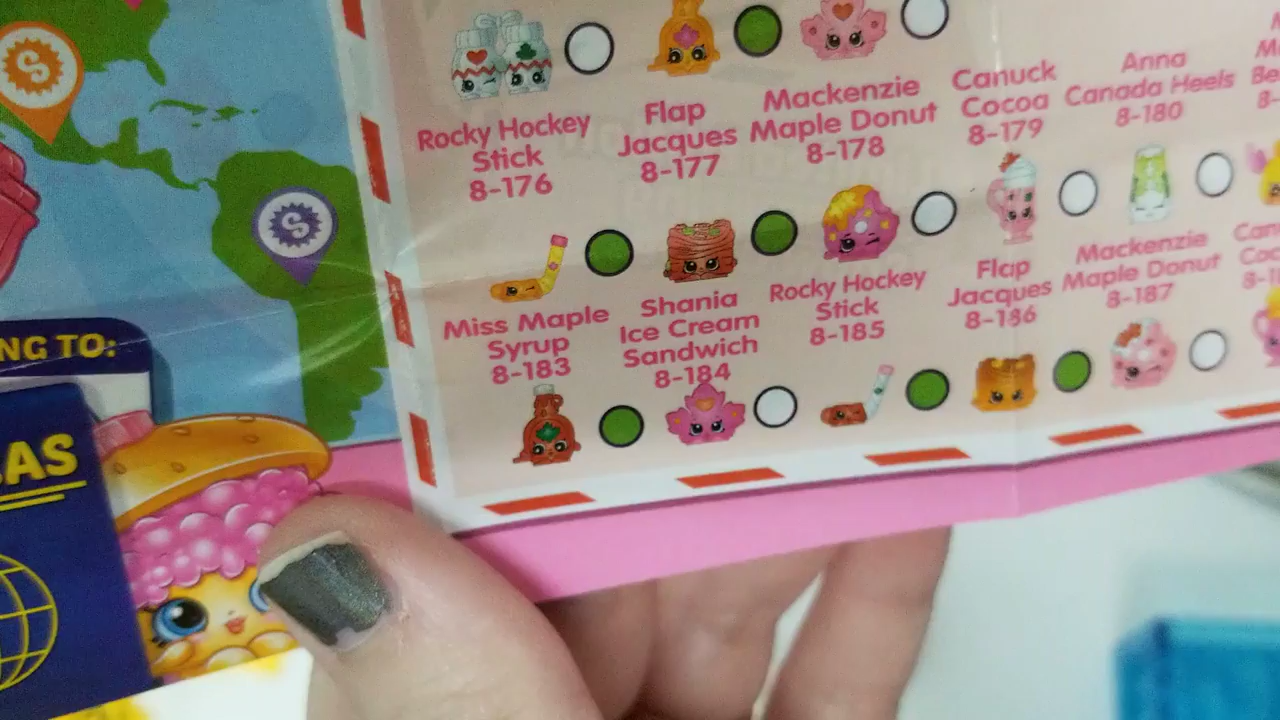 Rocky Hockey
Stick
8-176
Flap
Jacques
8-177
Mackenzie
Maple Donut
8-178
Canuck
Cocoa
8-179
Anna
Canada Heels
8-180
Miss Maple
Syrup
8-183
Shania
Ice Cream
Sandwich
8-184
Rocky Hockey
Stick
8-185
Flap
Jacques
8-186
Mackenzie
Maple Donut
8-187
NG TO:
AS
S
S